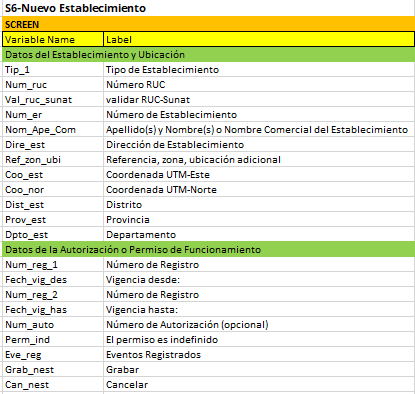 S6-Nuevo Establecimiento
SCREEN
Variable Name Label
Datos del Establecimiento y Ubicación
Tip_1 Tipo de Establecimiento
Num_ruc Número RUC
Val_ruc_sunat validar RUC-Sunat
Num_er Número de Establecimiento
Nom_Ape_Com Apellido(s) y Nombre(s) o Nombre Comercial del Establecimiento
Dire_est Dirección de Establecimiento
Ref_zon_ubi Referencia, zona, ubicación adicional
Coo_est Coordenada UTM-Este
Coo_nor Coordenada UTM-Norte
Dist_est Distrito
Prov_est Provincia
Dpto_est Departamento
Datos de la Autorización o Permiso de Funcionamiento
Num_reg_1 Número de Registro
Fech_vig_des Vigencia desde:
Num_reg_2 Número de Registro
Fech_vig_has Vigencia hasta:
Num_auto Número de Autorización (opcional)
Perm_ind El permiso es indefinido
Eve_reg Eventos Registrados
Grab_nest Grabar
Can_nest Cancelar